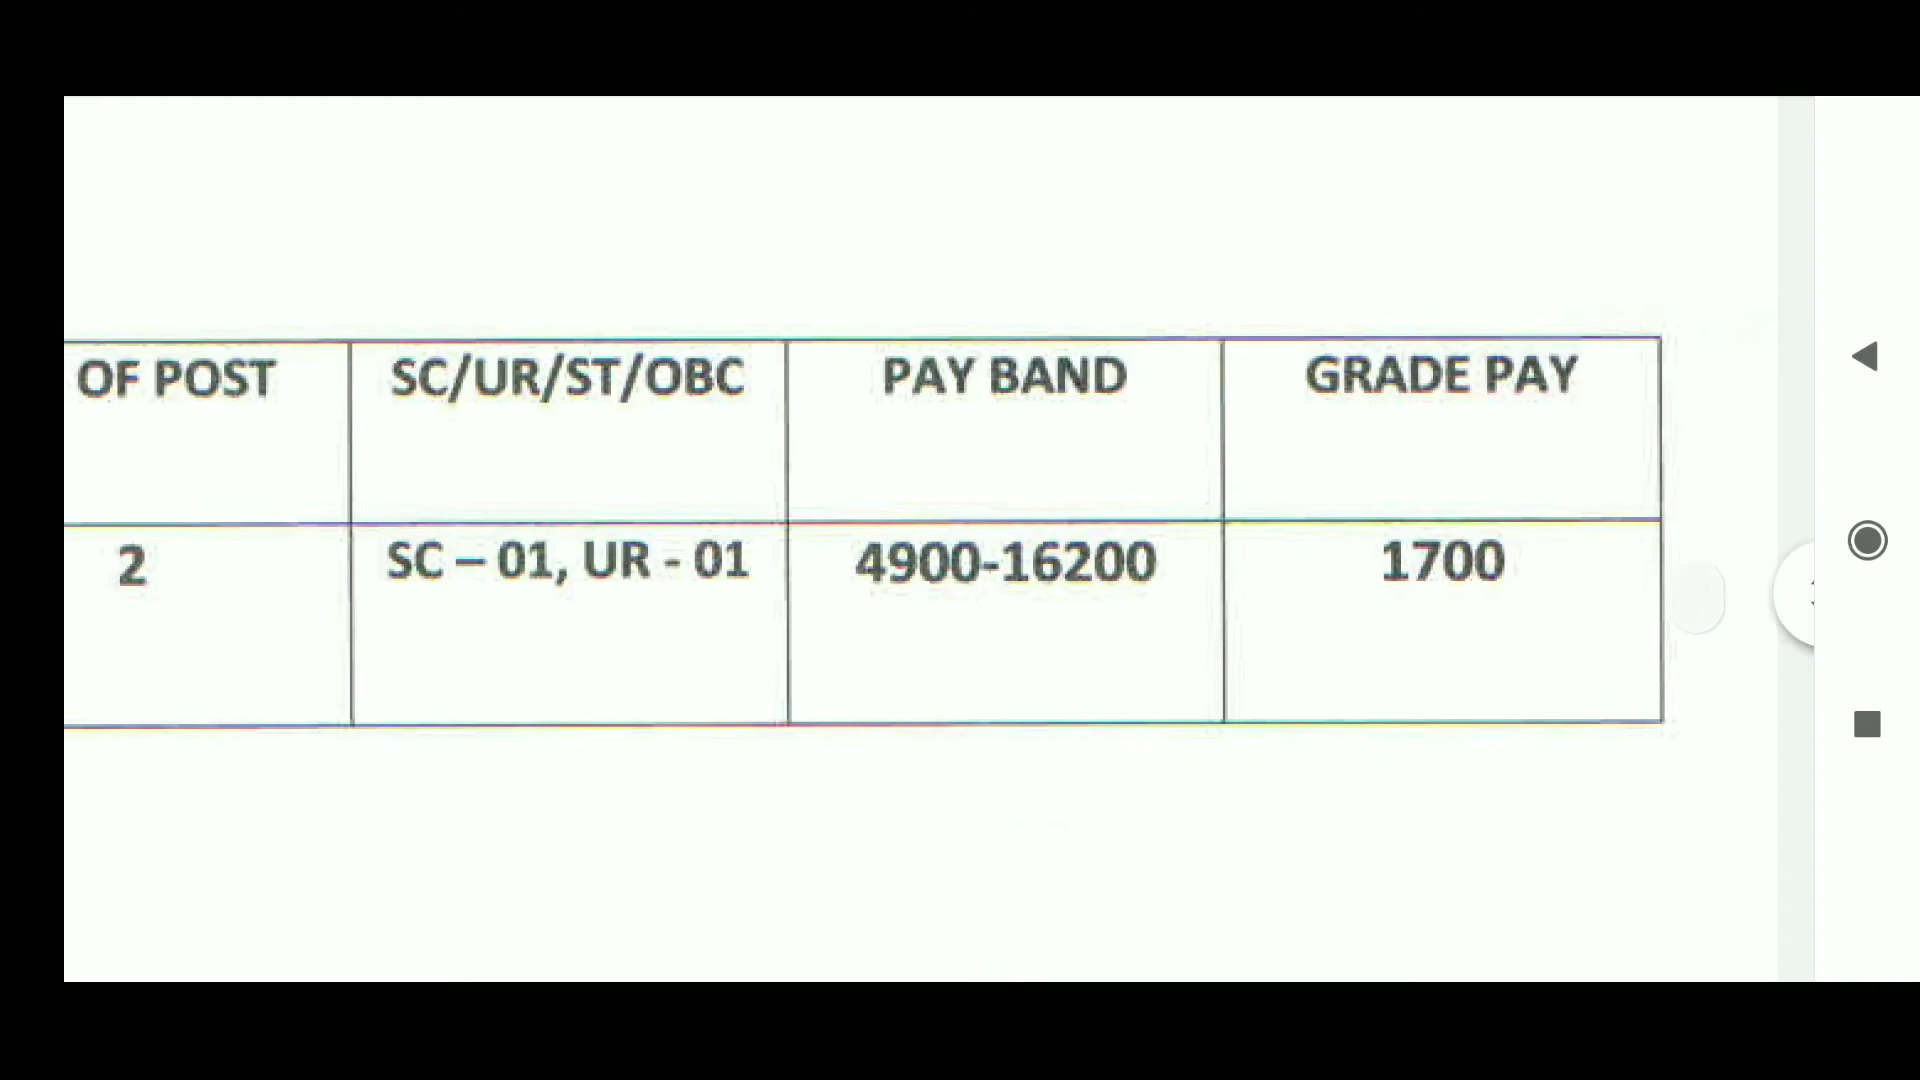 OF POST SC/UR/ST/OBC PAY BAND GRADE PAY
2 SC – 01, UR - 01 4900-16200 1700